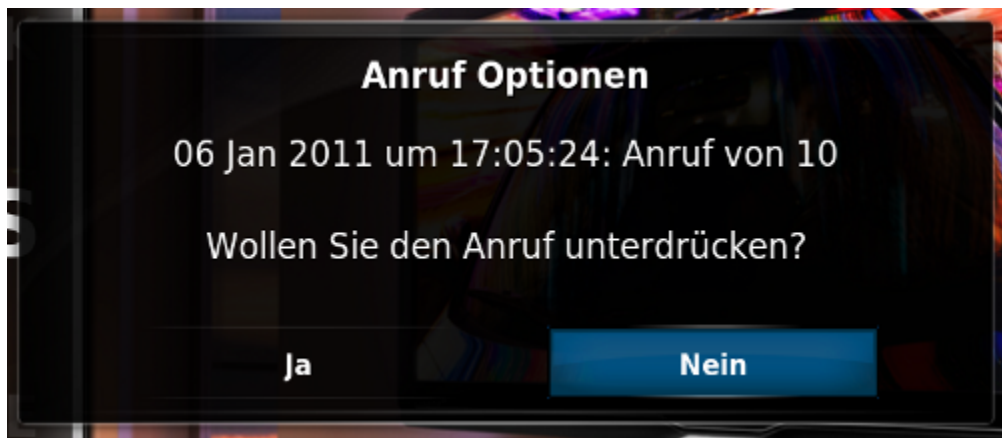 Anruf Optionen
06 Jan 2011 um 17:05:24: Anruf von 10
Wollen Sie den Anruf unterdrücken?
Ja
Nein